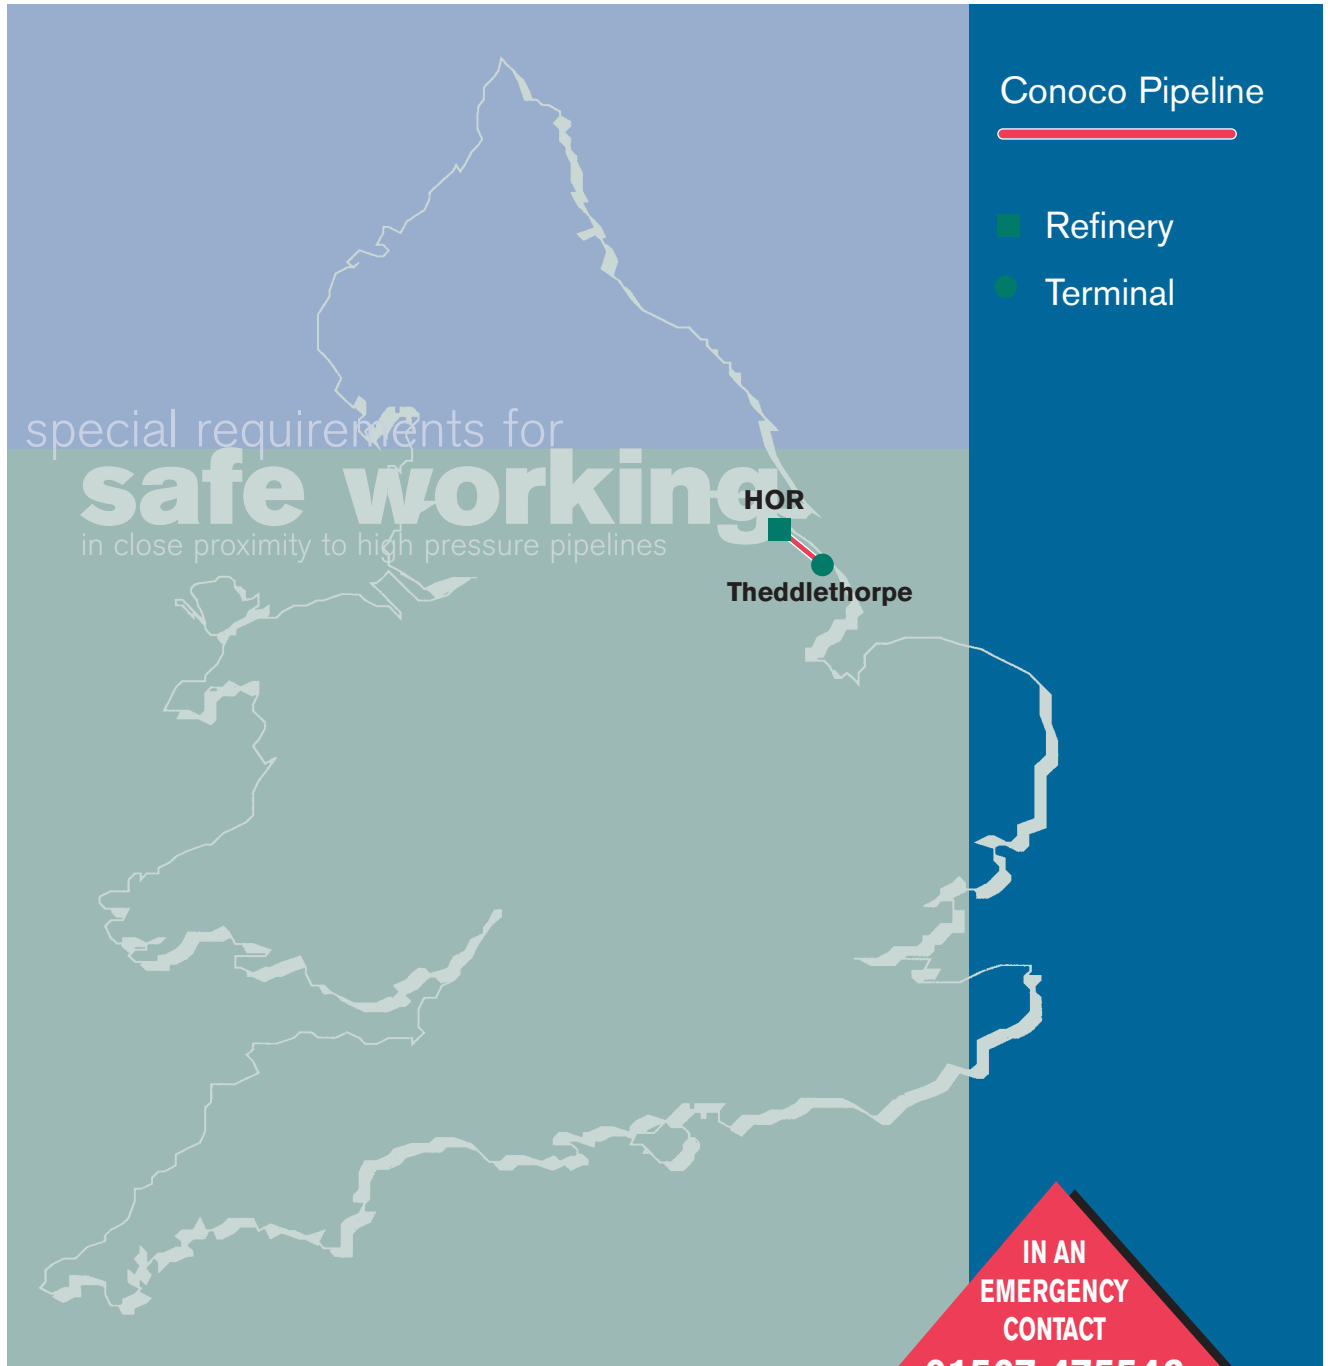 Conoco Pipeline
Refinery
Terminal
special requirements for
safe working
in close proximity to high pressure pipelines
HOR
Theddlethorpe
IN AN
EMERGENCY
CONTACT